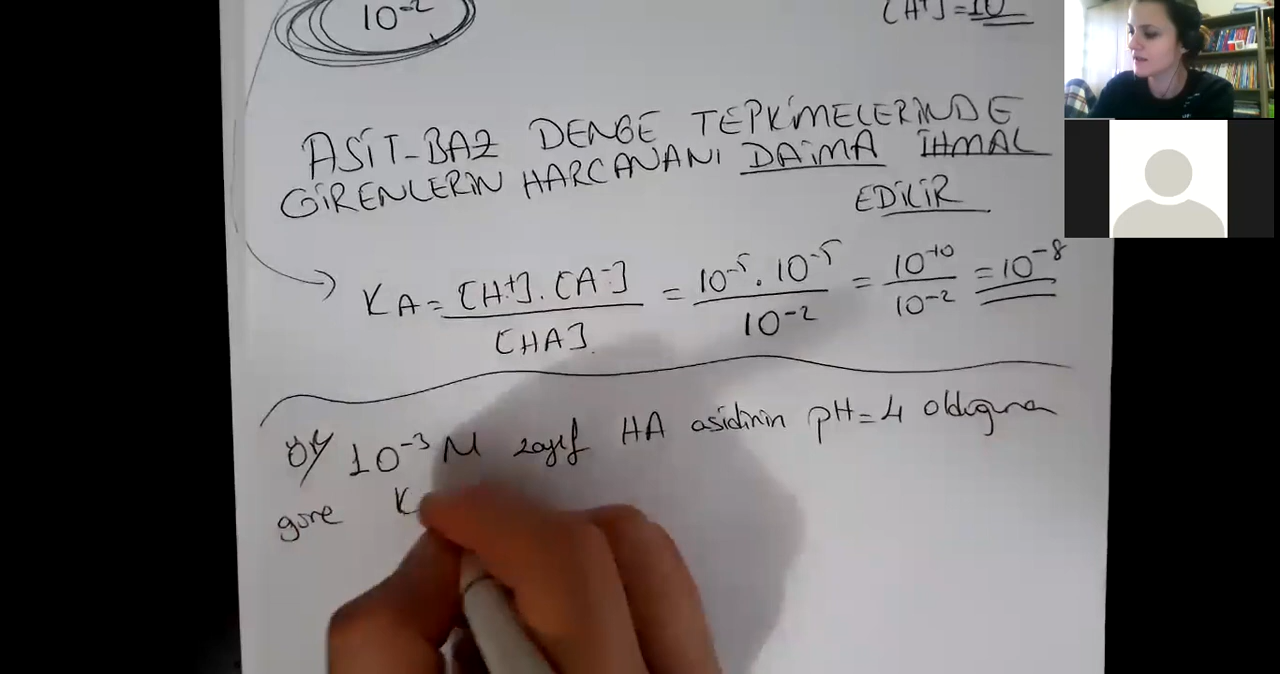 10⁻²
[H⁺]=10
ASİT-BAZ DENGE TEPKİMELERİNDE
GİRENLERİN HARCANANI DAİMA İHMAL
EDİLİR
KA = [H⁺].[A⁻] / [HA] = 10⁻⁵.10⁻⁵ / 10⁻² = 10⁻¹⁰ / 10⁻² = 10⁻⁸
ÖY 10⁻³ M zayıf HA asidinin pH=4 olduğuna
göre K